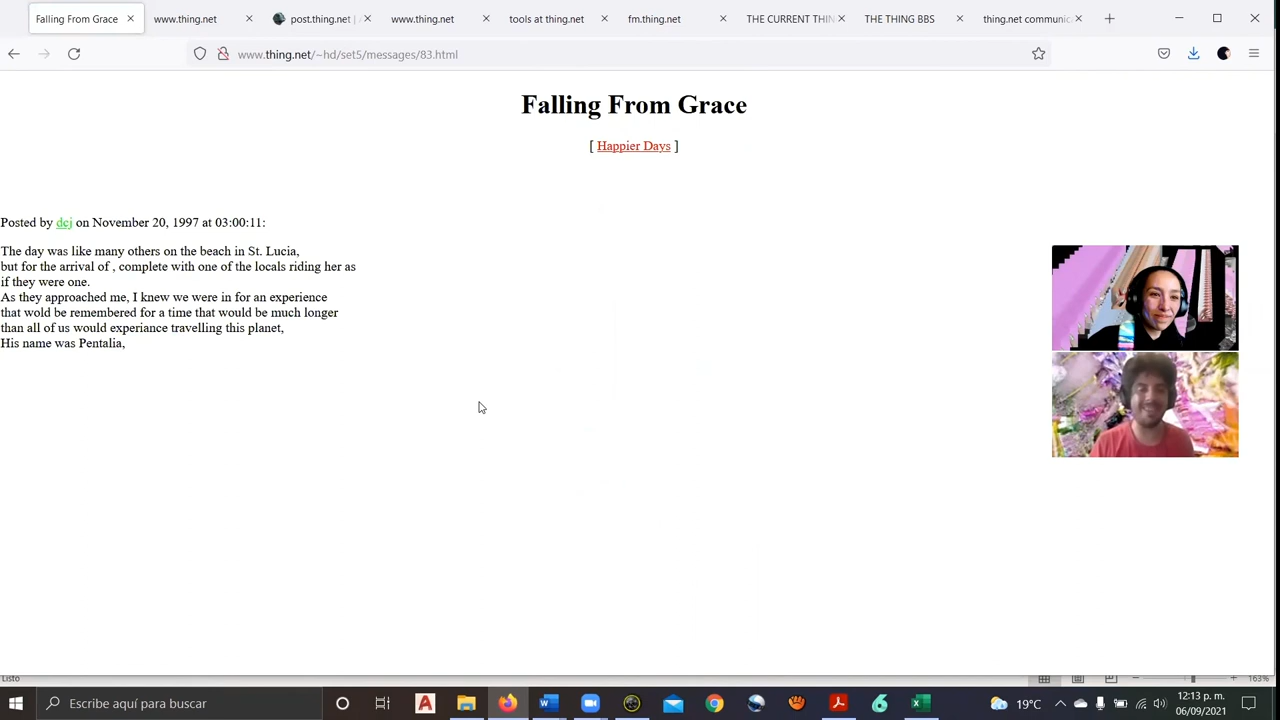 Falling From Grace
www.thing.net
post.thing.net |
www.thing.net
tools at thing.net
fm.thing.net
THE CURRENT THIN
THE THING BBS
thing.net communic
www.thing.net/~hd/set5/messages/83.html
Falling From Grace
[ Happier Days ]
Posted by dcj on November 20, 1997 at 03:00:11:
The day was like many others on the beach in St. Lucia,
but for the arrival of , complete with one of the locals riding her as
if they were one.
As they approached me, I knew we were in for an experience
that wold be remembered for a time that would be much longer
than all of us would experiance travelling this planet,
His name was Pentalia,
Listo
163%
Escribe aquí para buscar
19°C
12:13 p. m.
06/09/2021